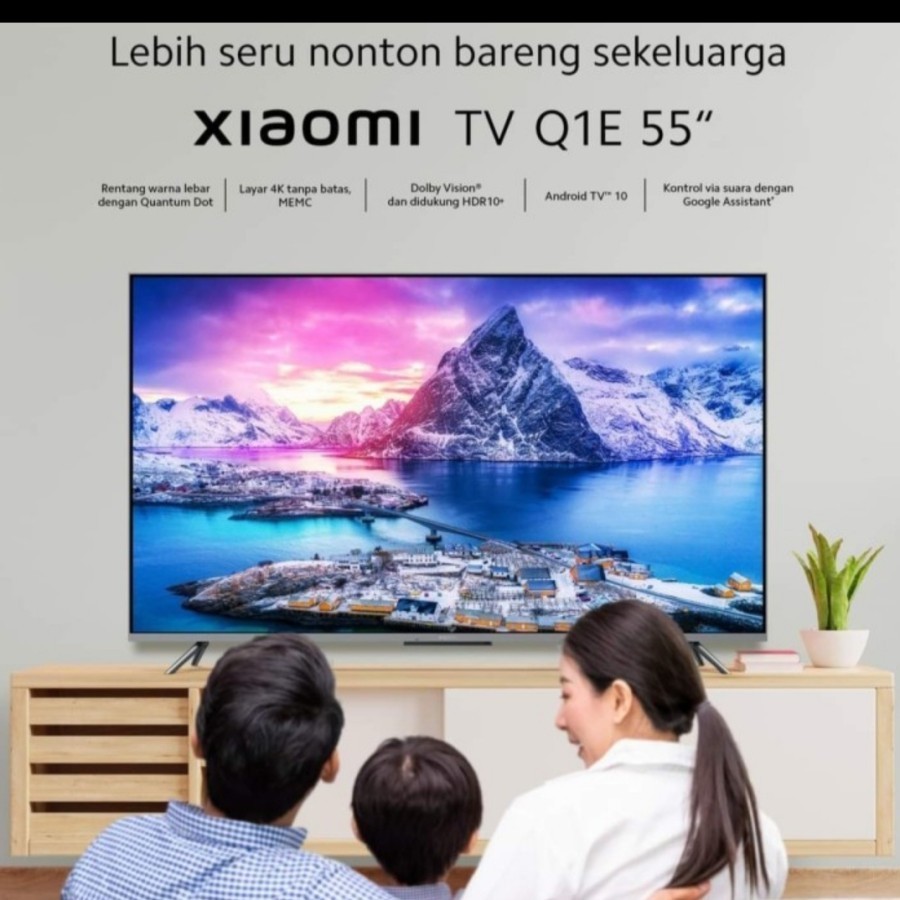 Lebih seru nonton bareng sekeluarga
xiaomi TV Q1E 55"
Rentang warna lebar
dengan Quantum Dot
Layar 4K tanpa batas,
MEMC
Dolby Vision®
dan didukung HDR10+
Android TV™ 10
Kontrol via suara dengan
Google Assistant*